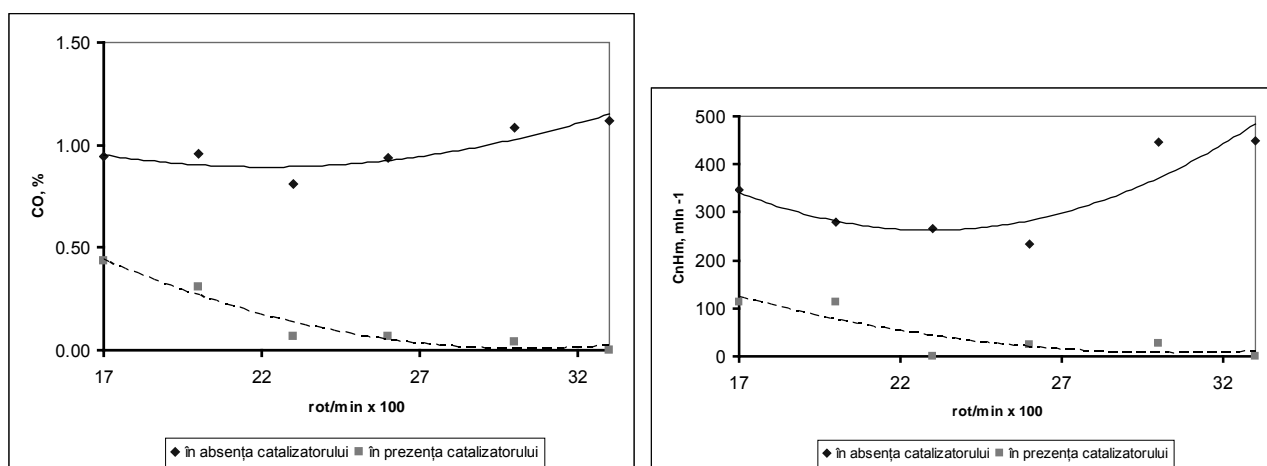 1.50
1.00
0.50
0.00
CO, %
17 22 27 32
rot/min x 100
în absența catalizatorului în prezența catalizatorului
500
400
300
200
100
0
CnHm, mln -1
17 22 27 32
rot/min x 100
în absența catalizatorului în prezența catalizatorului